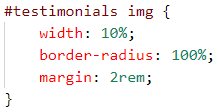 #testimonials img {
width: 10%;
border-radius: 100%;
margin: 2rem;
}